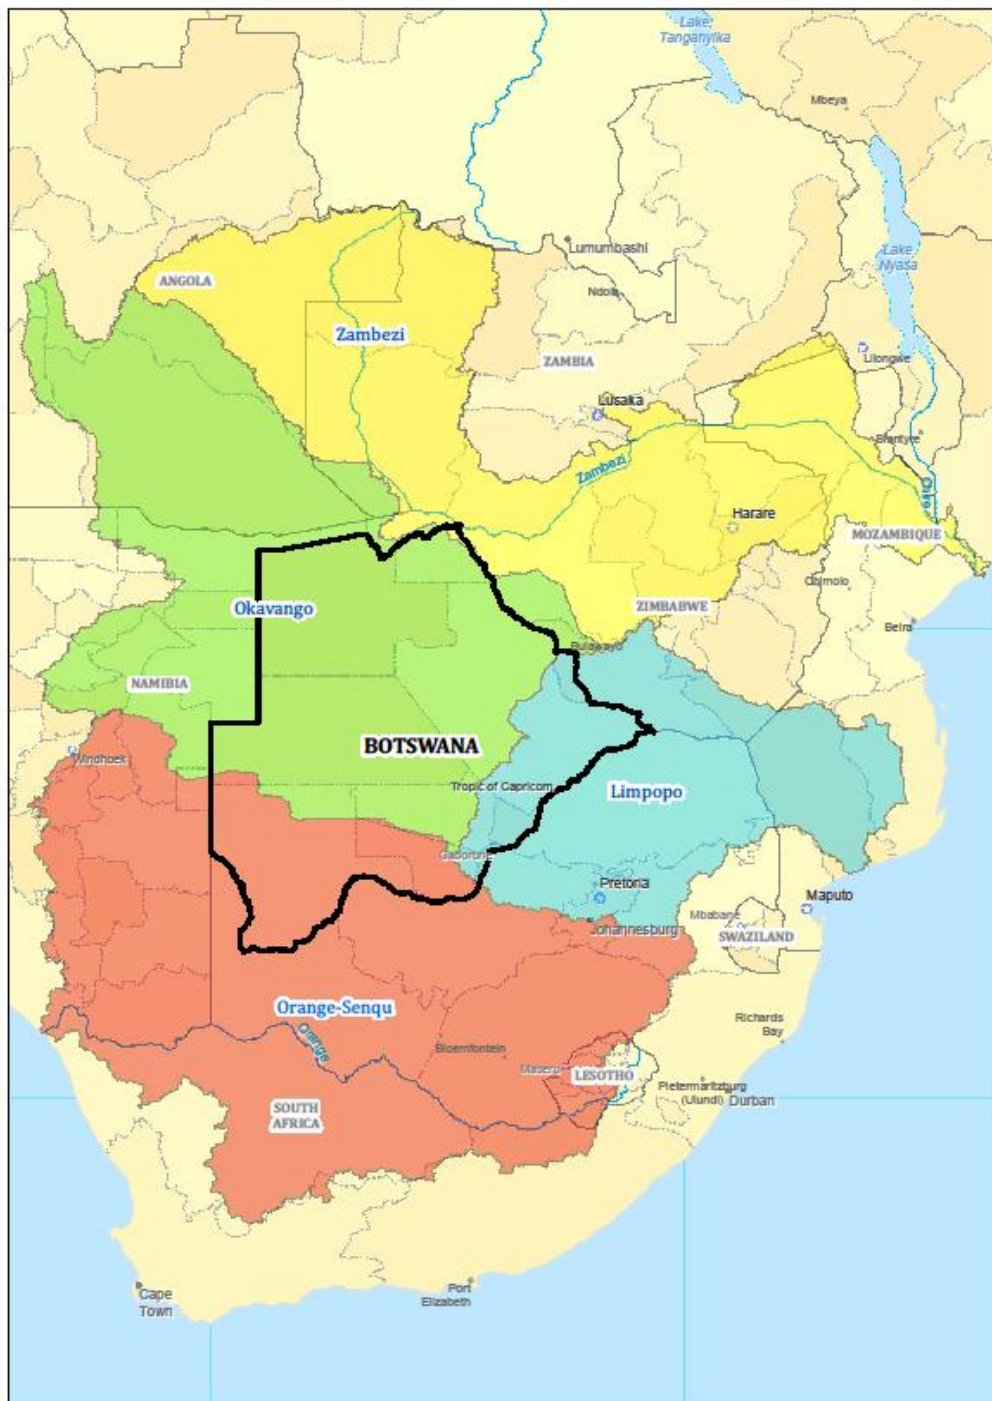 Lake
Tanganyika
Mbeya
Lumumbashi
Lake
Nyasa
ANGOLA
Ndola
Zambezi
ZAMBIA
Lilongwe
Lusaka
Blantyre
Zambezi
Harare
MOZAMBIQUE
Chimoio
Okavango
ZIMBABWE
Beira
Bulawayo
NAMIBIA
BOTSWANA
Windhoek
Tropic of Capricorn
Limpopo
Gaborone
Pretoria
Maputo
Mbabane
Johannesburg
SWAZILAND
Orange-Senqu
Orange
Richards
Bay
Bloemfontein
Maseru
LESOTHO
Pietermaritzburg
(Ulundi)
Durban
SOUTH
AFRICA
Cape
Town
Port
Elizabeth